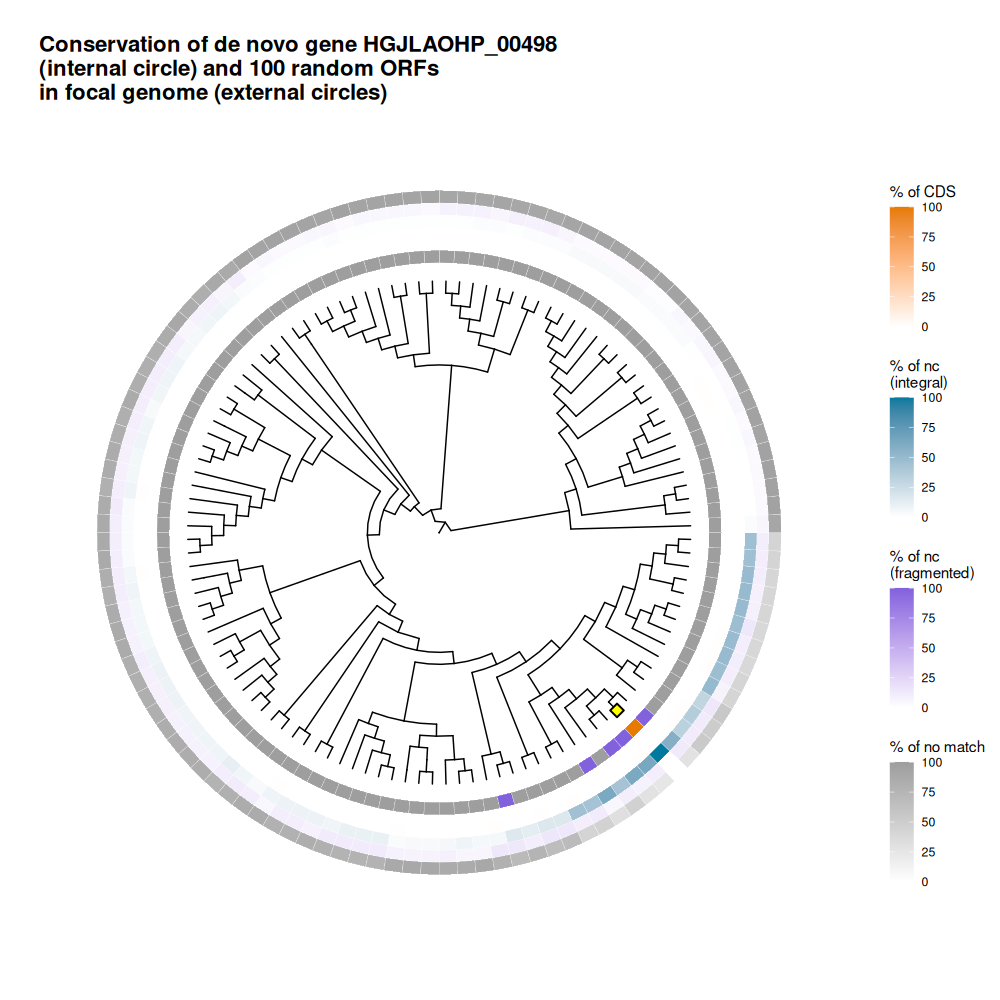 Conservation of de novo gene HGJLAOHP_00498
(internal circle) and 100 random ORFs
in focal genome (external circles)
% of CDS
100
75
50
25
0
% of nc
(integral)
100
75
50
25
0
% of nc
(fragmented)
100
75
50
25
0
% of no match
100
75
50
25
0